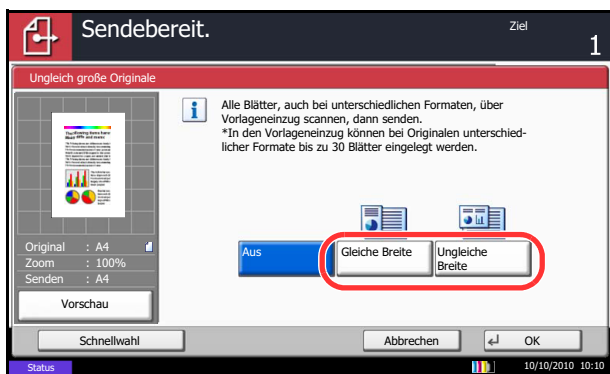 Sendebereit.
Ziel
1
Ungleich große Originale
Alle Blätter, auch bei unterschiedlichen Formaten, über
Vorlageneinzug scannen, dann senden.
*In den Vorlageneinzug können bei Originalen unterschied-
licher Formate bis zu 30 Blätter eingelegt werden.
Original : A4
Zoom : 100%
Senden : A4
Vorschau
Aus
Gleiche Breite
Ungleiche
Breite
Schnellwahl
Abbrechen
OK
Status
10/10/2010 10:10